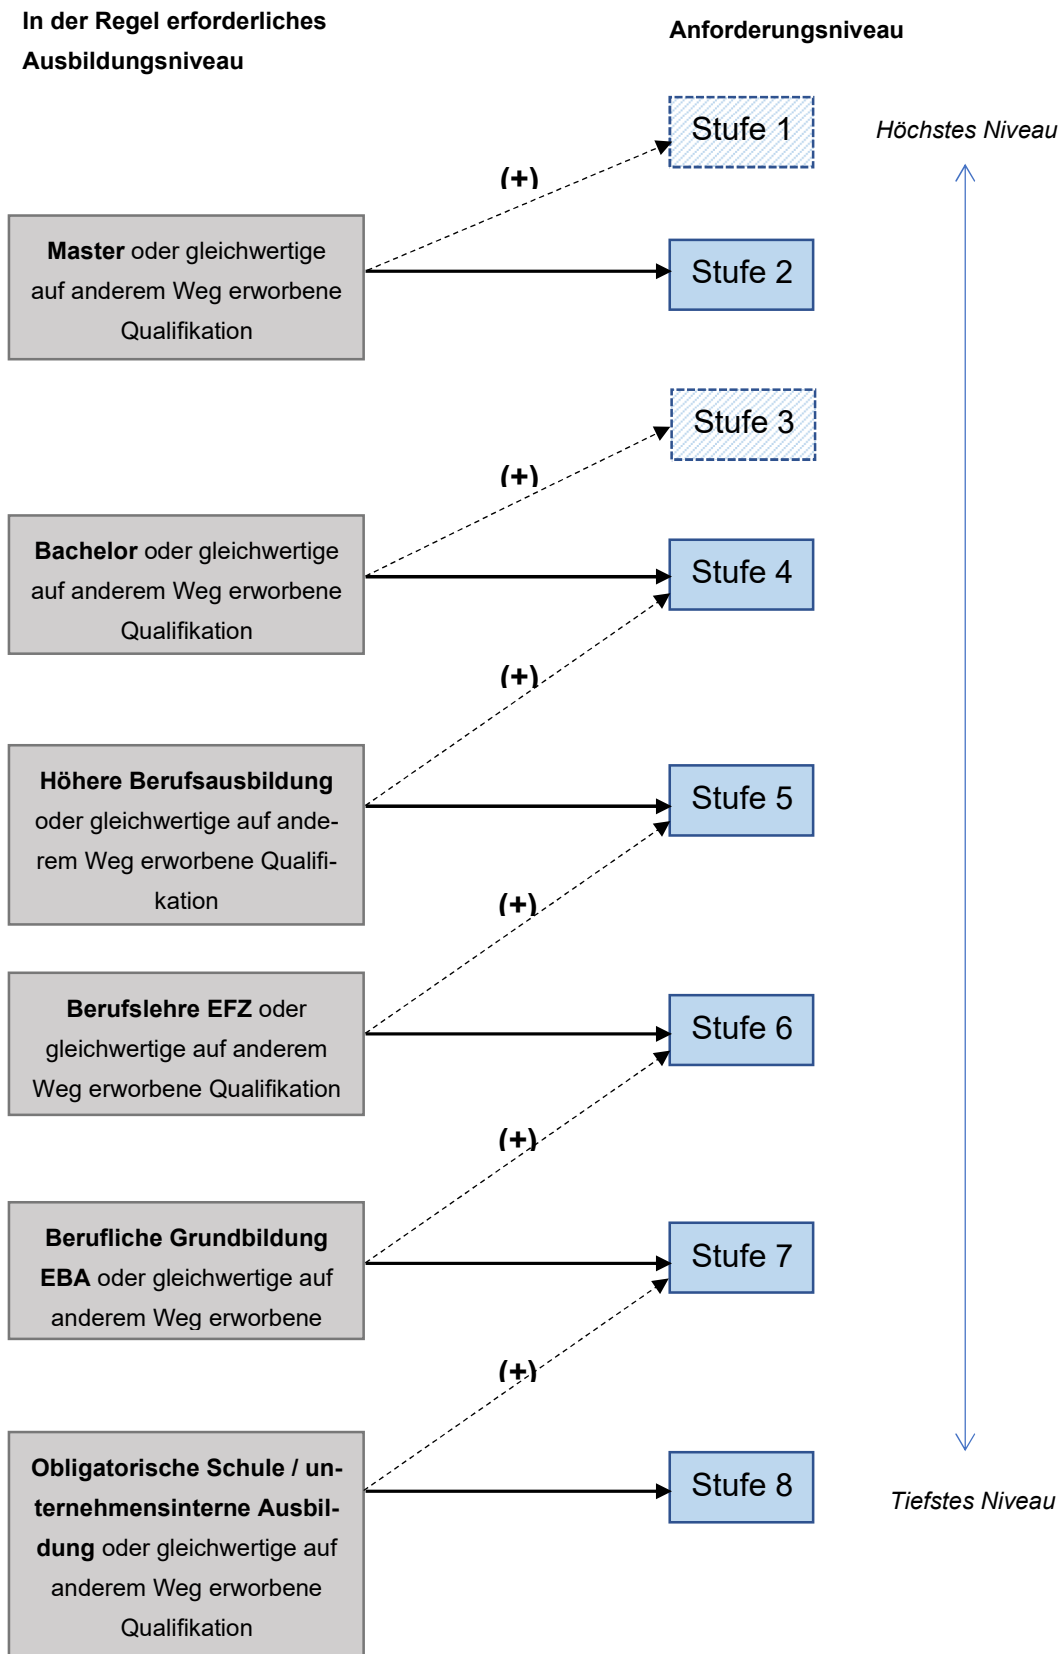 In der Regel erforderliches
Ausbildungsniveau
Anforderungsniveau
Stufe 1
Höchstes Niveau
(+)
Master oder gleichwertige
auf anderem Weg erworbene
Qualifikation
Stufe 2
Stufe 3
(+)
Bachelor oder gleichwertige
auf anderem Weg erworbene
Qualifikation
Stufe 4
(+)
Höhere Berufsausbildung
oder gleichwertige auf ande-
rem Weg erworbene Qualifi-
kation
Stufe 5
(+)
Berufslehre EFZ oder
gleichwertige auf anderem
Weg erworbene Qualifikation
Stufe 6
(+)
Berufliche Grundbildung
EBA oder gleichwertige auf
anderem Weg erworbene
Stufe 7
(+)
Obligatorische Schule / un-
ternehmensinterne Ausbil-
dung oder gleichwertige auf
anderem Weg erworbene
Qualifikation
Stufe 8
Tiefstes Niveau